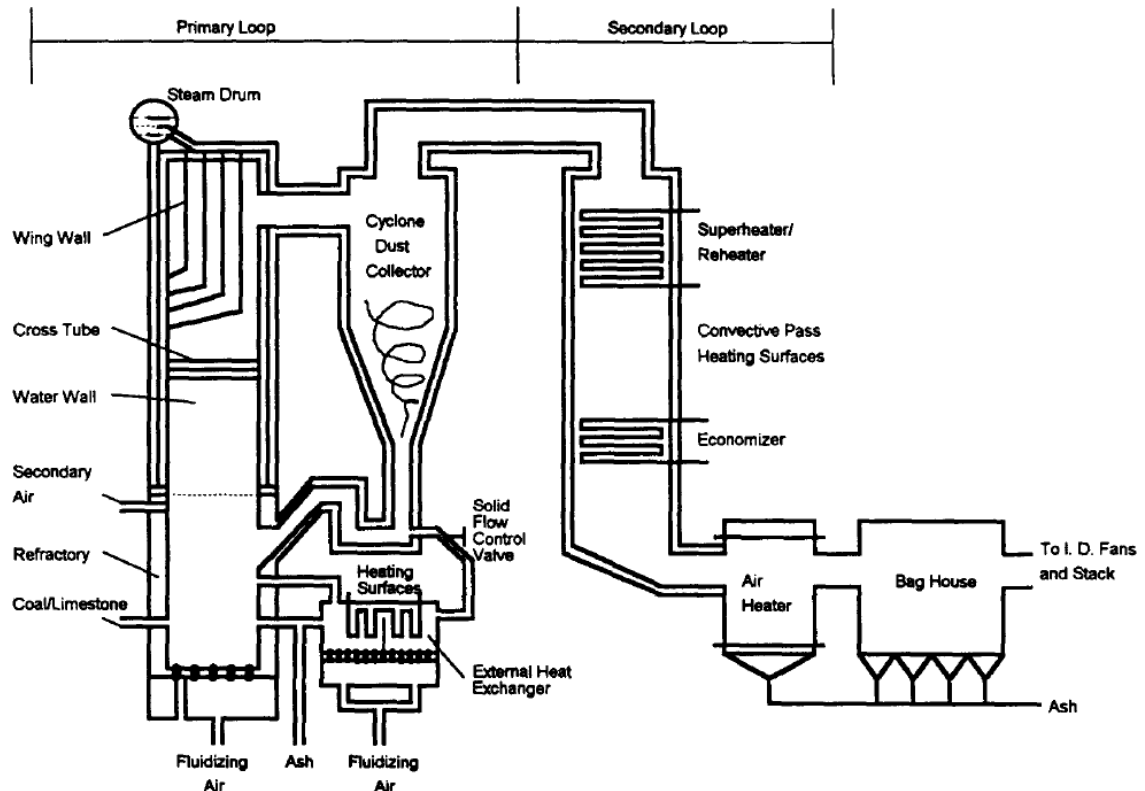 Primary Loop
Secondary Loop
Steam Drum
Wing Wall
Cyclone
Dust
Collector
Superheater/
Reheater
Cross Tube
Convective Pass
Heating Surfaces
Water Wall
Economizer
Secondary
Air
Solid
Flow
Control
Valve
Refractory
Heating
Surfaces
Air
Heater
Bag House
To I. D. Fans
and Stack
Coal/Limestone
External Heat
Exchanger
Ash
Fluidizing
Air
Ash
Fluidizing
Air